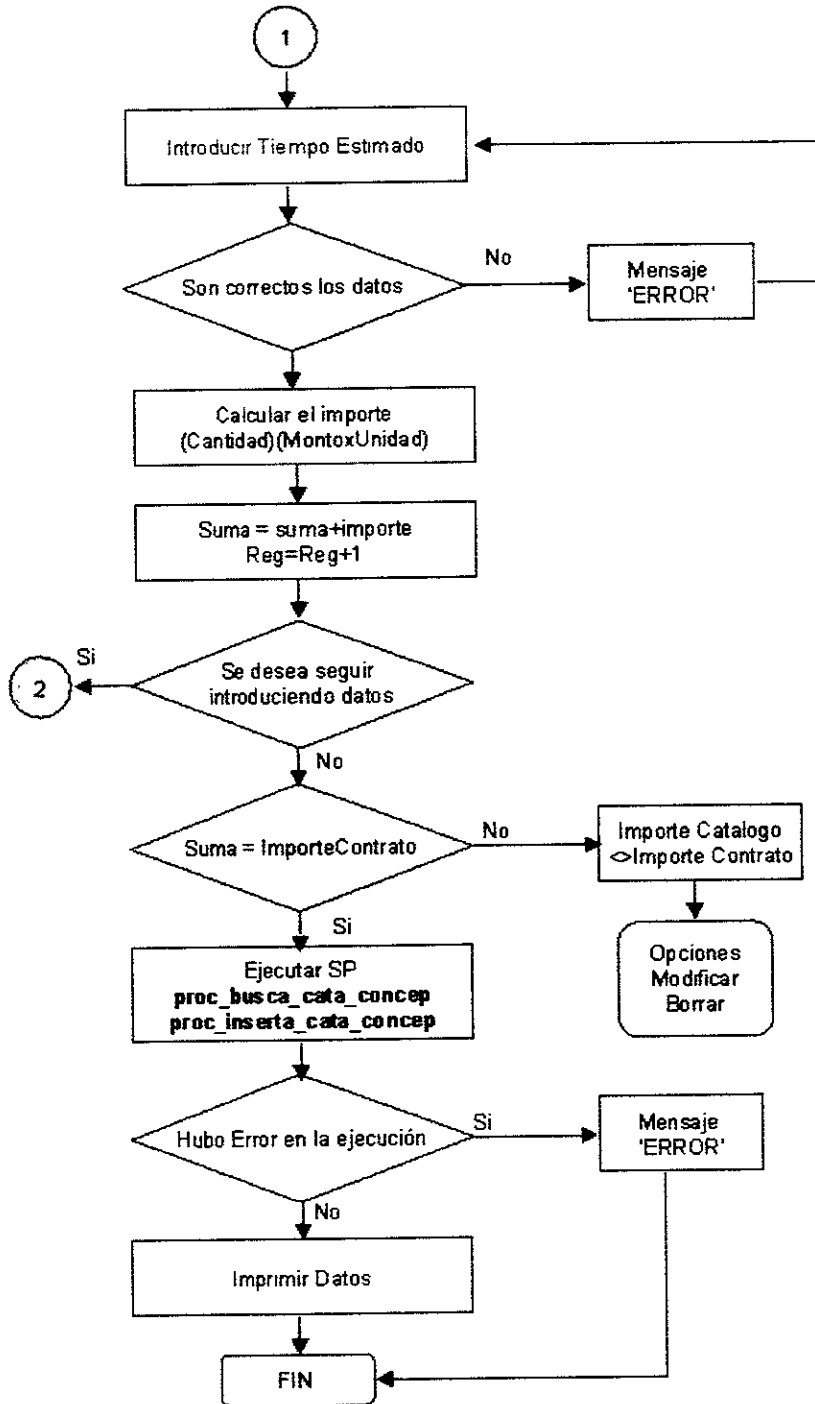 1
Introducir Tiempo Estimado
Son correctos los datos
No
Mensaje
'ERROR'
Calcular el importe
(Cantidad)(MontoxUnidad)
Suma = suma+importe
Reg=Reg+1
Si
2
Se desea seguir
introduciendo datos
No
Suma = ImporteContrato
No
Importe Catalogo
<>Importe Contrato
Si
Opciones
Modificar
Borrar
Ejecutar SP
proc_busca_cata_concep
proc_inserta_cata_concep
Hubo Error en la ejecución
Si
Mensaje
'ERROR'
No
Imprimir Datos
FIN